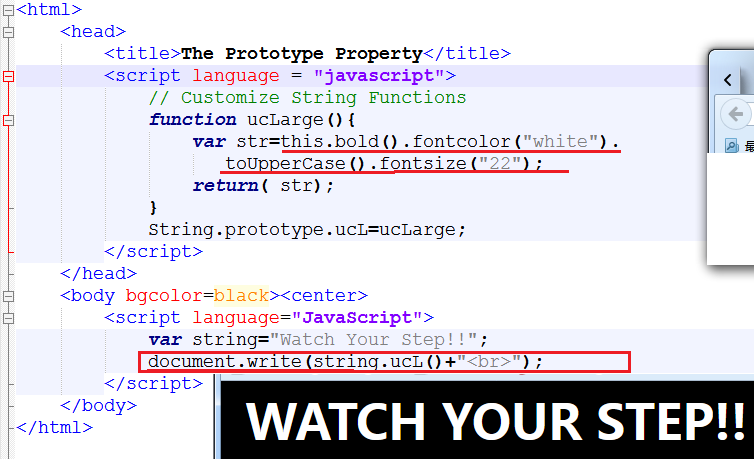 <html>
<head>
<title>The Prototype Property</title>
<script language = "javascript">
// Customize String Functions
function ucLarge(){
var str=this.bold().fontcolor("white").
toUpperCase().fontsize("22");
return( str);
}
String.prototype.ucL=ucLarge;
</script>
</head>
<body bgcolor=black><center>
<script language="JavaScript">
var string="Watch Your Step!!";
document.write(string.ucL()+"<br>");
</script>
</body>
</html>
WATCH YOUR STEP!!